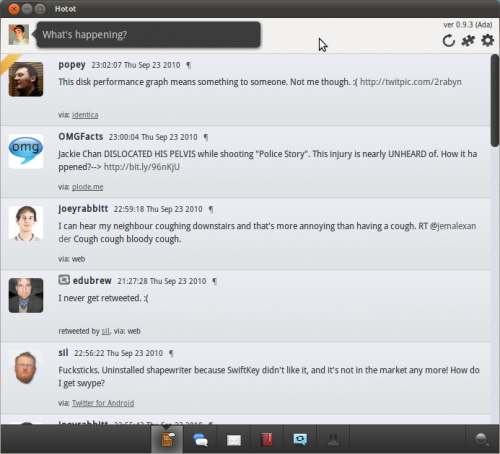 Hotot
What's happening?
ver 0.9.3 (Ada)
popey 23:02:07 Thu Sep 23 2010 ¶
This disk performance graph means something to someone. Not me though. :( http://twitpic.com/2rabyn
via: identica
omg
OMGFacts 23:00:04 Thu Sep 23 2010 ¶
Jackie Chan DISLOCATED HIS PELVIS while shooting "Police Story". This injury is nearly UNHEARD of. How it ha
ppened?--> http://bit.ly/96nKjU
via: plode.me
joeyrabbitt 22:59:18 Thu Sep 23 2010 ¶
I can hear my neighbour coughing downstairs and that's more annoying than having a cough. RT @jemalexan
der Cough cough bloody cough.
via: web
edubrew 21:27:28 Thu Sep 23 2010 ¶
I never get retweeted. :(
retweeted by sil, via: web
sil 22:56:22 Thu Sep 23 2010 ¶
Fucksticks. Uninstalled shapewriter because SwiftKey didn't like it, and it's not in the market any more! How do
I get swype?
via: Twitter for Android